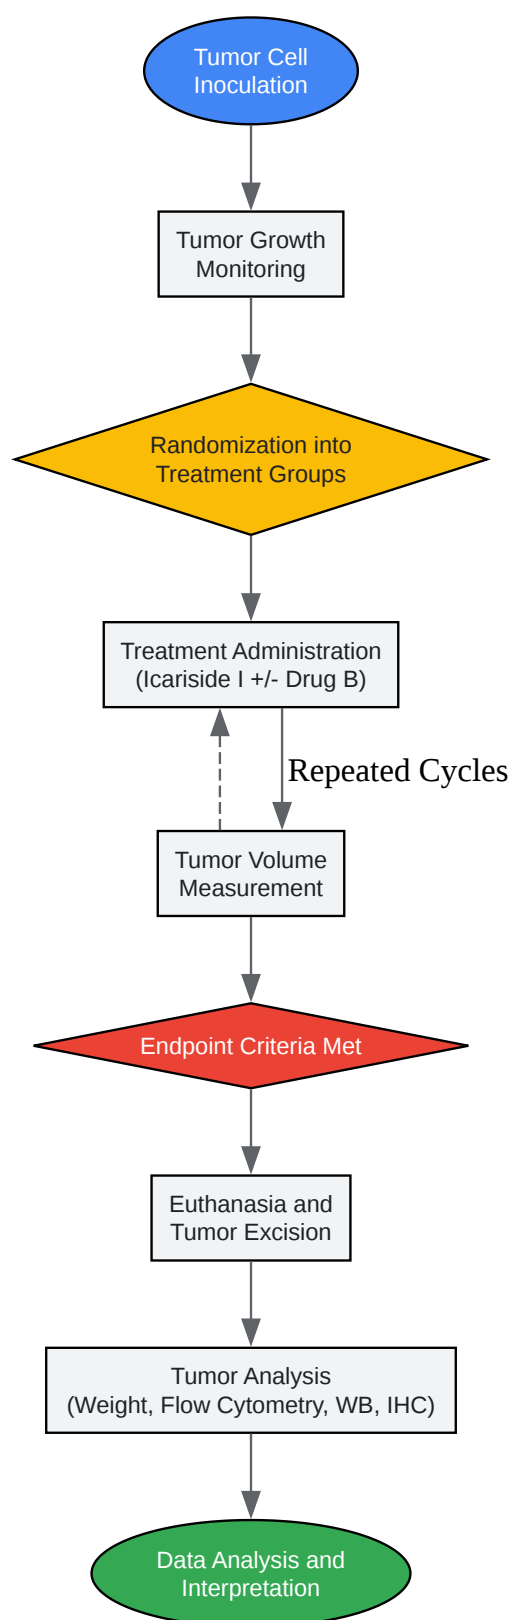 Tumor Cell
Inoculation
Tumor Growth
Monitoring
Randomization into
Treatment Groups
Treatment Administration
(Icariside I +/- Drug B)
Repeated Cycles
Tumor Volume
Measurement
Endpoint Criteria Met
Euthanasia and
Tumor Excision
Tumor Analysis
(Weight, Flow Cytometry, WB, IHC)
Data Analysis and
Interpretation